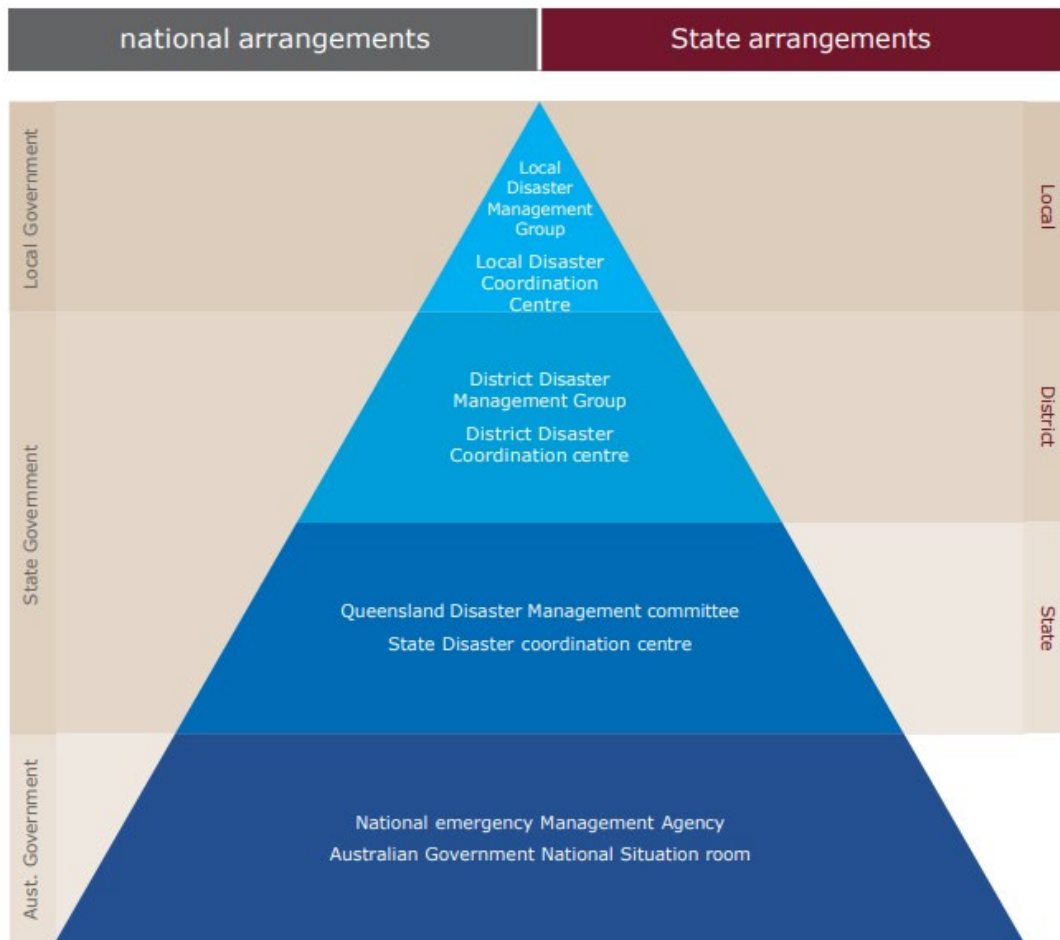 national arrangements
State arrangements
Local Government
Local
Disaster
Management
Group
Local Disaster
Coordination
Centre
Local
State Government
District Disaster
Management Group
District Disaster
Coordination centre
District
Queensland Disaster Management committee
State Disaster coordination centre
State
Aust. Government
National emergency Management Agency
Australian Government National Situation room